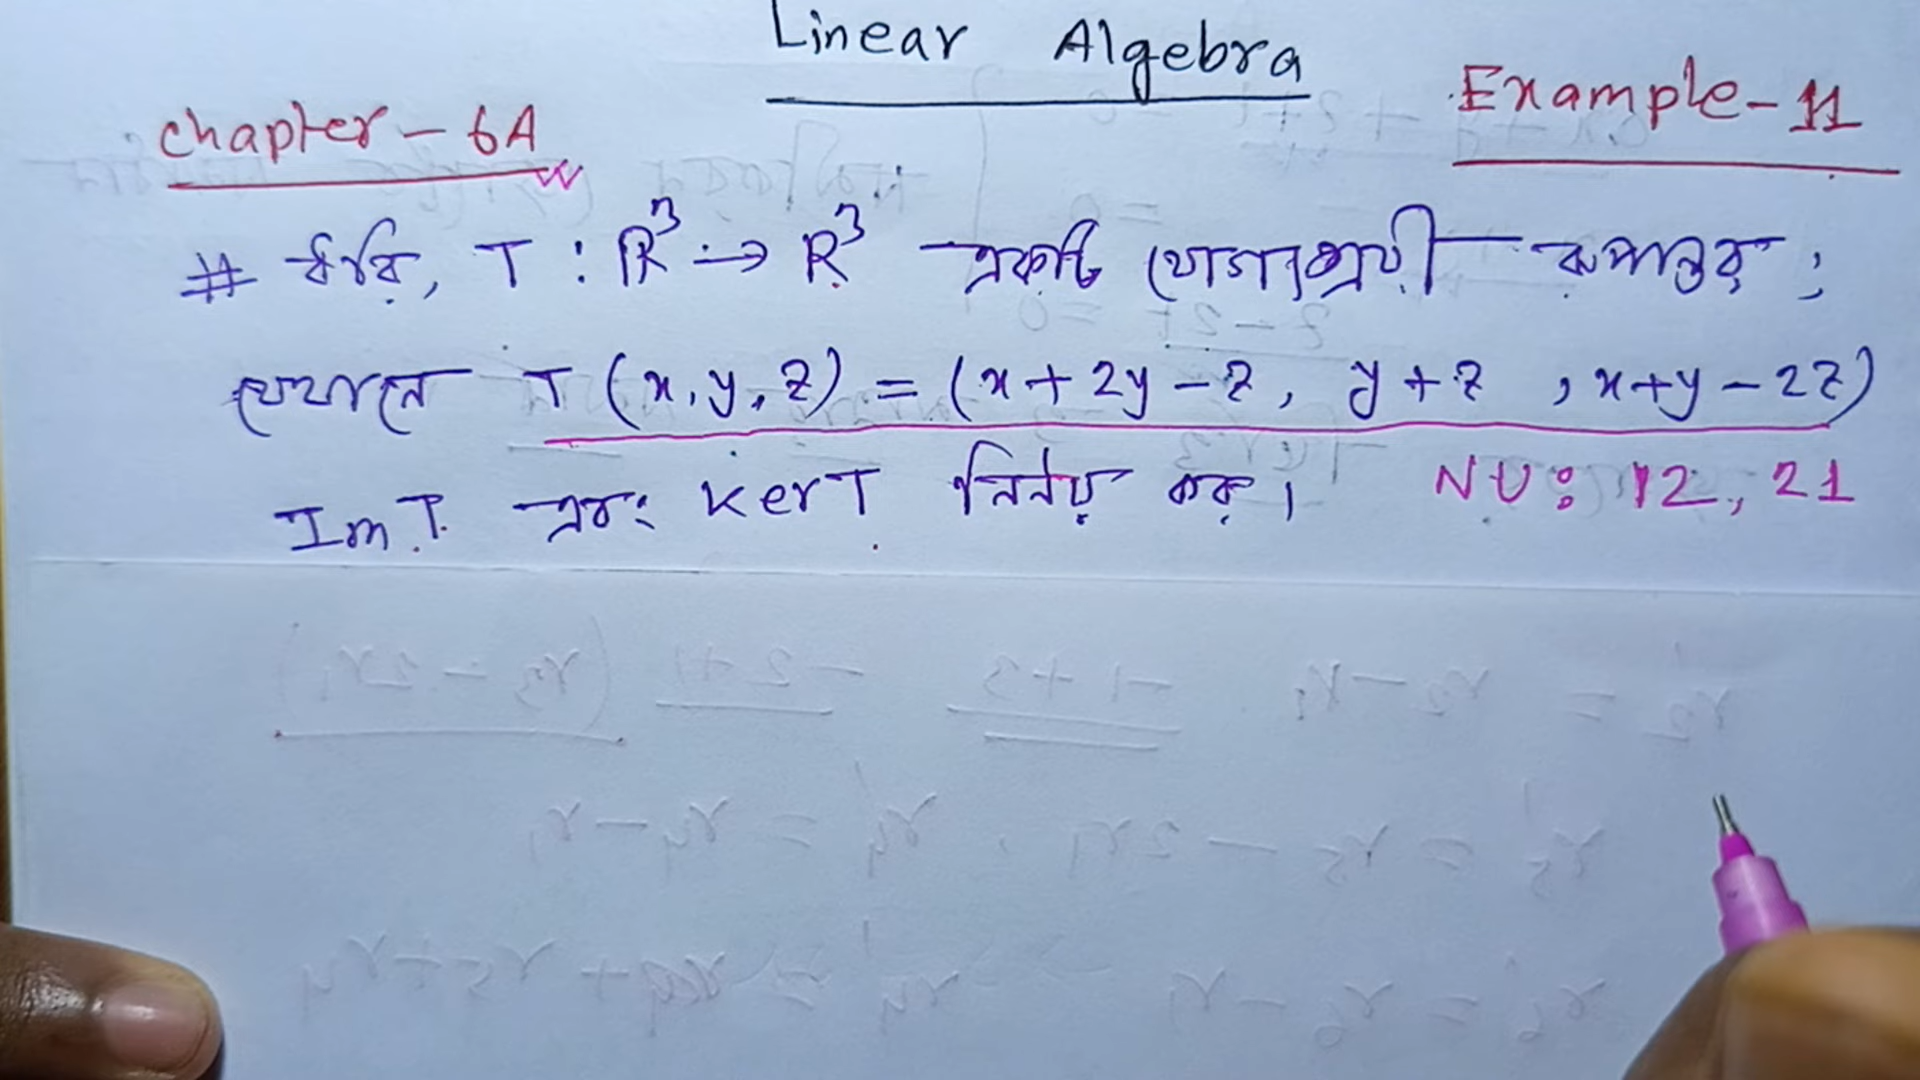 Linear Algebra
Chapter - 6A
Example - 11
# ধরি, T : R³ → R³ একটি যোগাশ্রয়ী রূপান্তর ;
যেখানে T (x, y, z) = (x + 2y - z, y + z , x + y - 2z)
Im T এবং Ker T নির্ণয় কর। NU: 12, 21